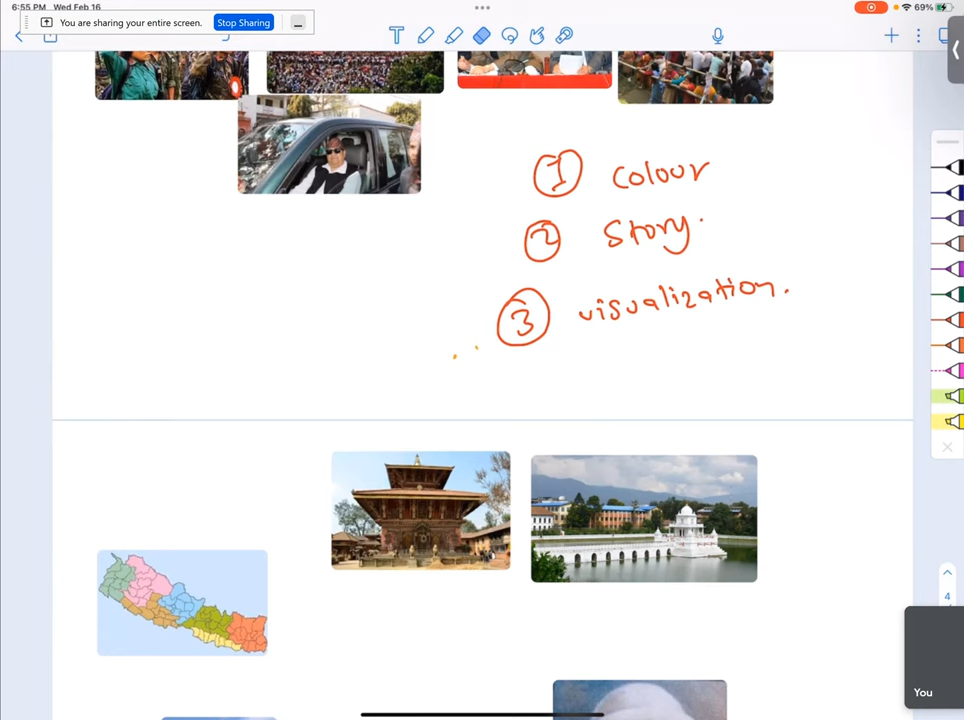 6:55 PM Wed Feb 16
69%
You are sharing your entire screen.
Stop Sharing
1 colour
2 Story.
3 visualization.
4
You